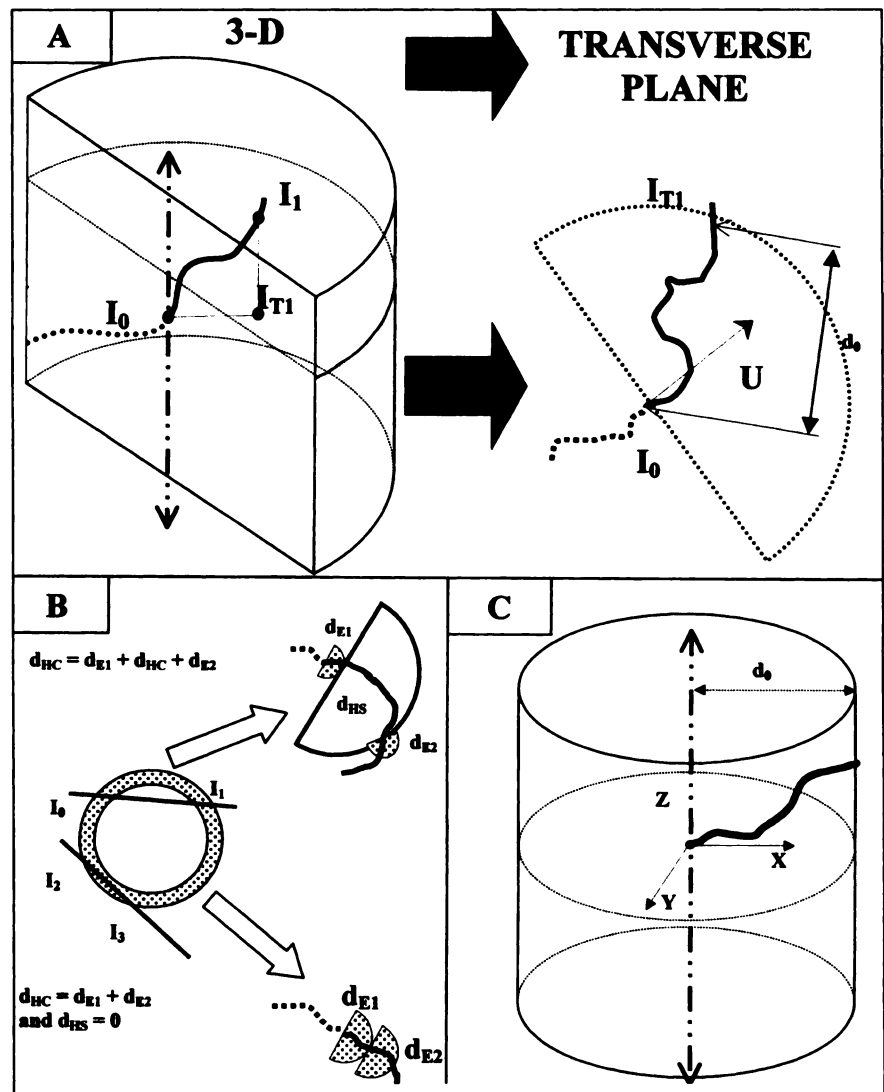 A
3-D
TRANSVERSE
PLANE
I1
IT1
I0
IT1
d0
U
I0
B
dE1
dHC = dE1 + dHC + dE2
dHS
dE2
I0
I1
I2
I3
dHC = dE1 + dE2
and dHS = 0
dE1
dE2
C
d0
Z
X
Y